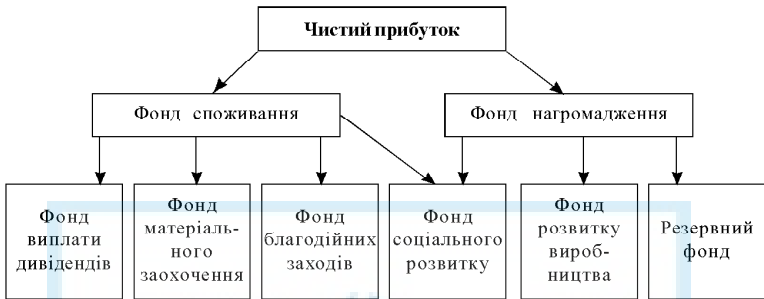 Чистий прибуток
Фонд споживання
Фонд нагромадження
Фонд
виплати
дивідендів
Фонд
матеріаль-
ного
заохочення
Фонд
благодійних
заходів
Фонд
соціального
розвитку
Фонд
розвитку
вироб-
ництва
Резервний
фонд